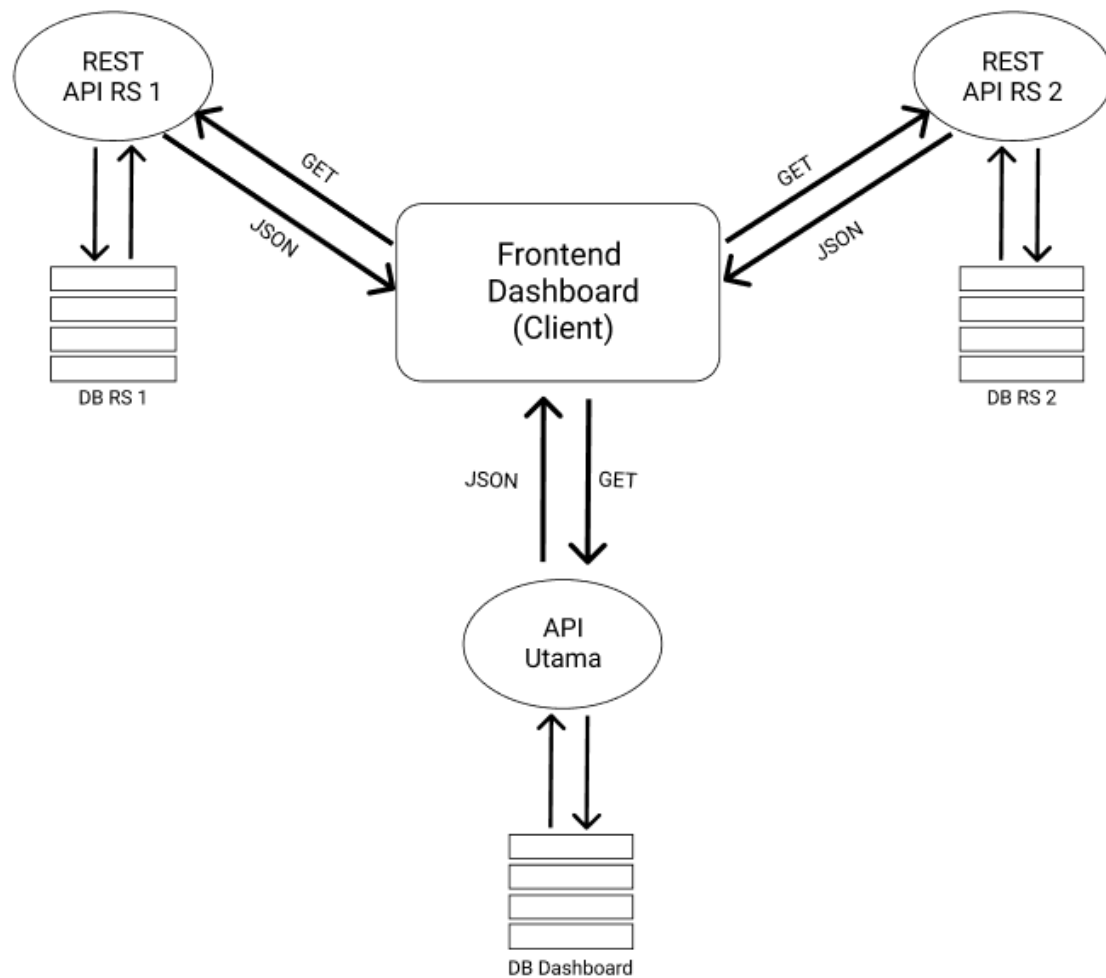 REST
API RS 1
REST
API RS 2
GET
JSON
GET
JSON
Frontend
Dashboard
(Client)
DB RS 1
DB RS 2
JSON
GET
API
Utama
DB Dashboard